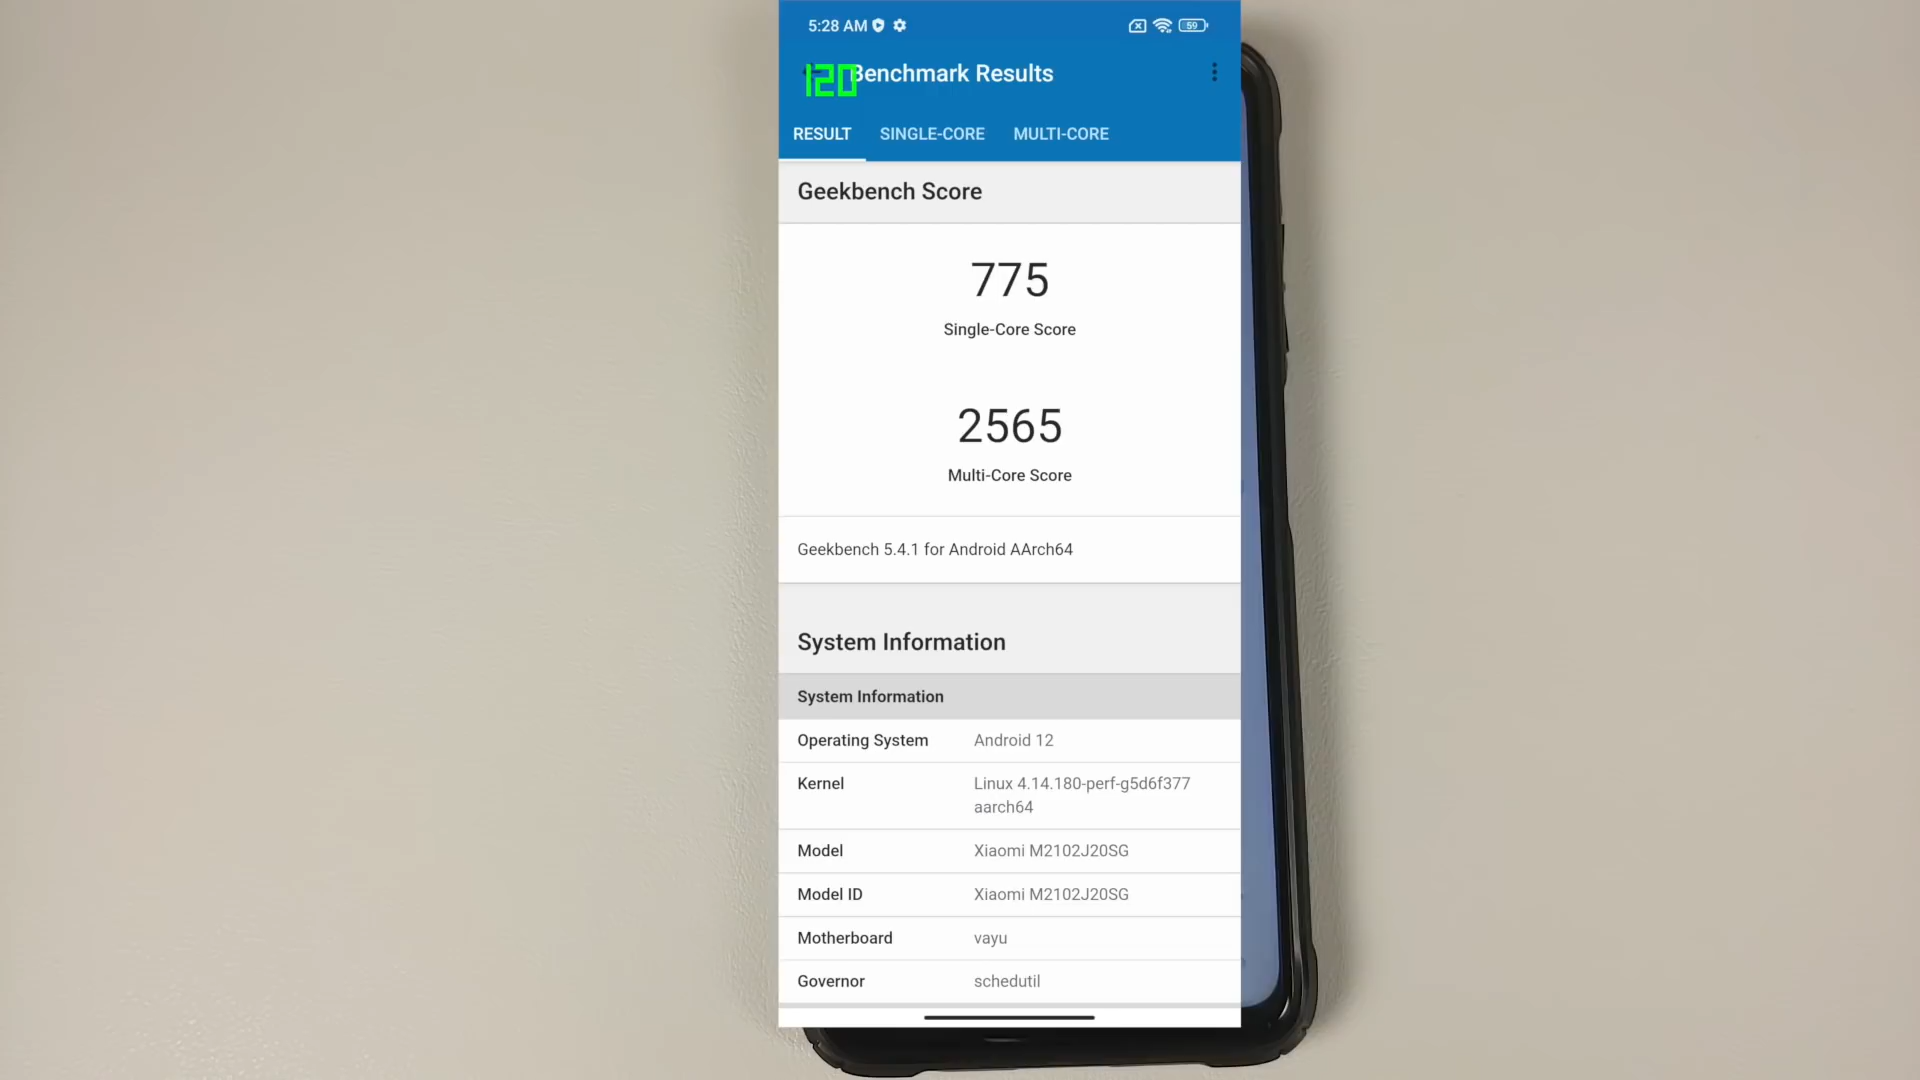 5:28 AM
59
120
Benchmark Results
RESULT SINGLE-CORE MULTI-CORE
Geekbench Score
775
Single-Core Score
2565
Multi-Core Score
Geekbench 5.4.1 for Android AArch64
System Information
System Information
Operating System Android 12
Kernel Linux 4.14.180-perf-g5d6f377
aarch64
Model Xiaomi M2102J20SG
Model ID Xiaomi M2102J20SG
Motherboard vayu
Governor schedutil